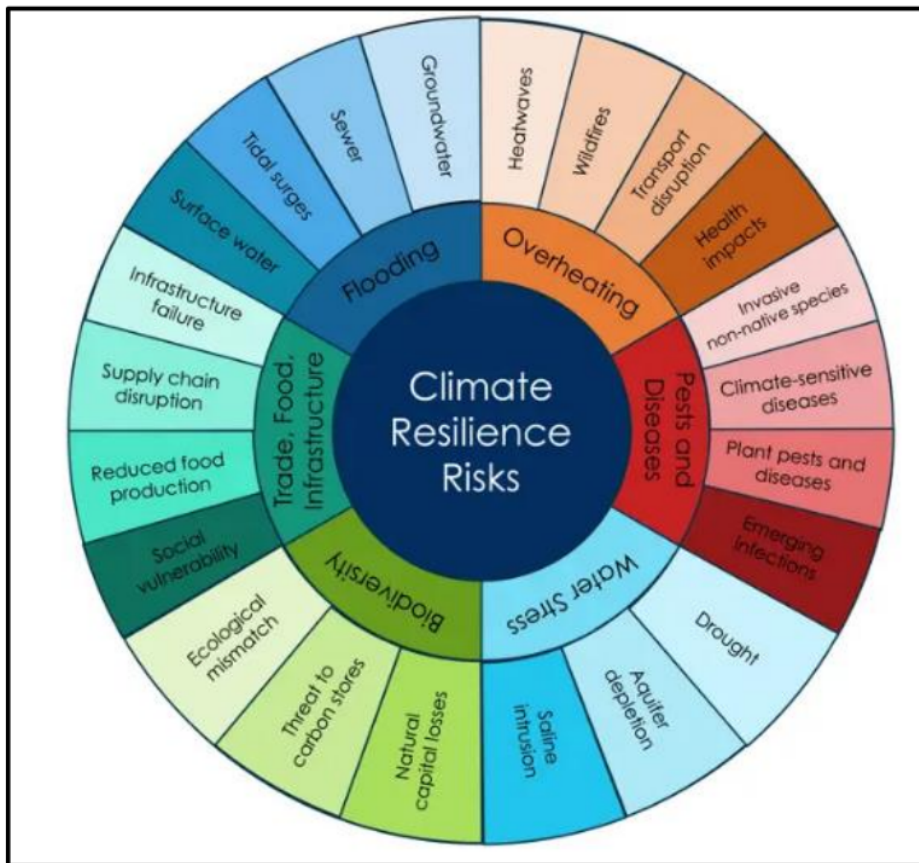 Climate
Resilience
Risks
Overheating
Heatwaves
Wildfires
Transport
disruption
Health
impacts
Pests and
Diseases
Invasive
non-native species
Climate-sensitive
diseases
Plant pests and
diseases
Emerging
infections
Water Stress
Drought
Aquifer
depletion
Saline
intrusion
Biodiversity
Natural
capital losses
Threat to
carbon stores
Ecological
mismatch
Trade, Food,
Infrastructure
Social
vulnerability
Reduced food
production
Supply chain
disruption
Infrastructure
failure
Flooding
Surface water
Tidal surges
Sewer
Groundwater